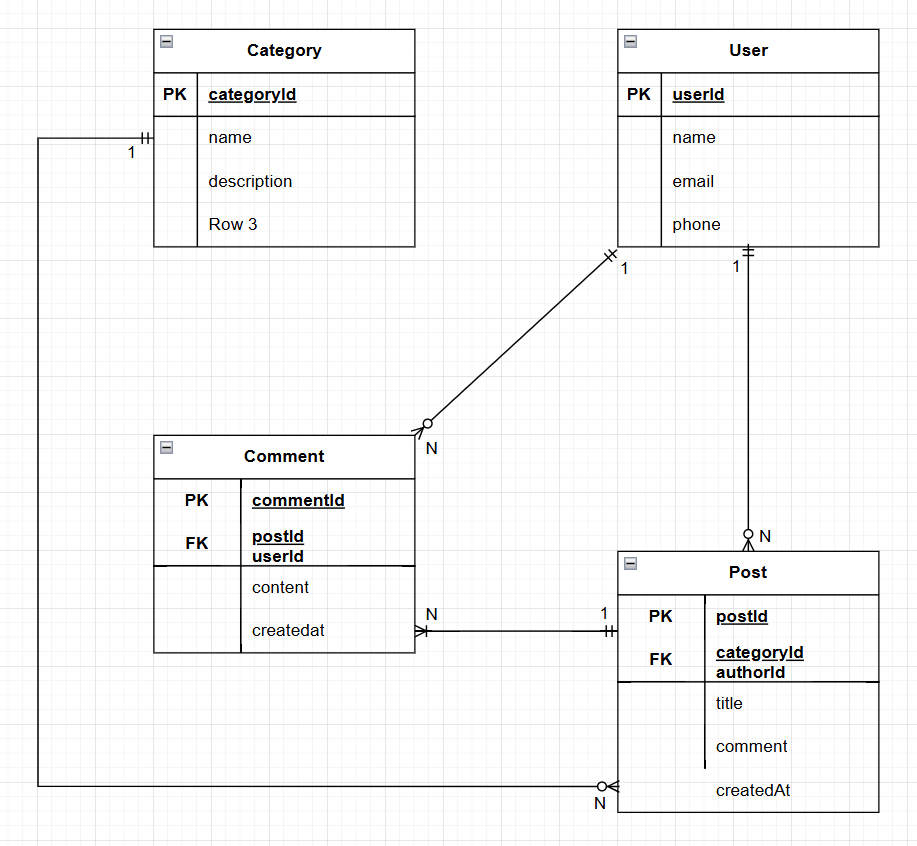 Category
PK categoryId
name
description
Row 3
1
User
PK userId
name
email
phone
1
1
N
Comment
PK commentId
FK postId
userId
content
createdat
N
1
N
Post
PK postId
FK categoryId
authorId
title
comment
createdAt
N